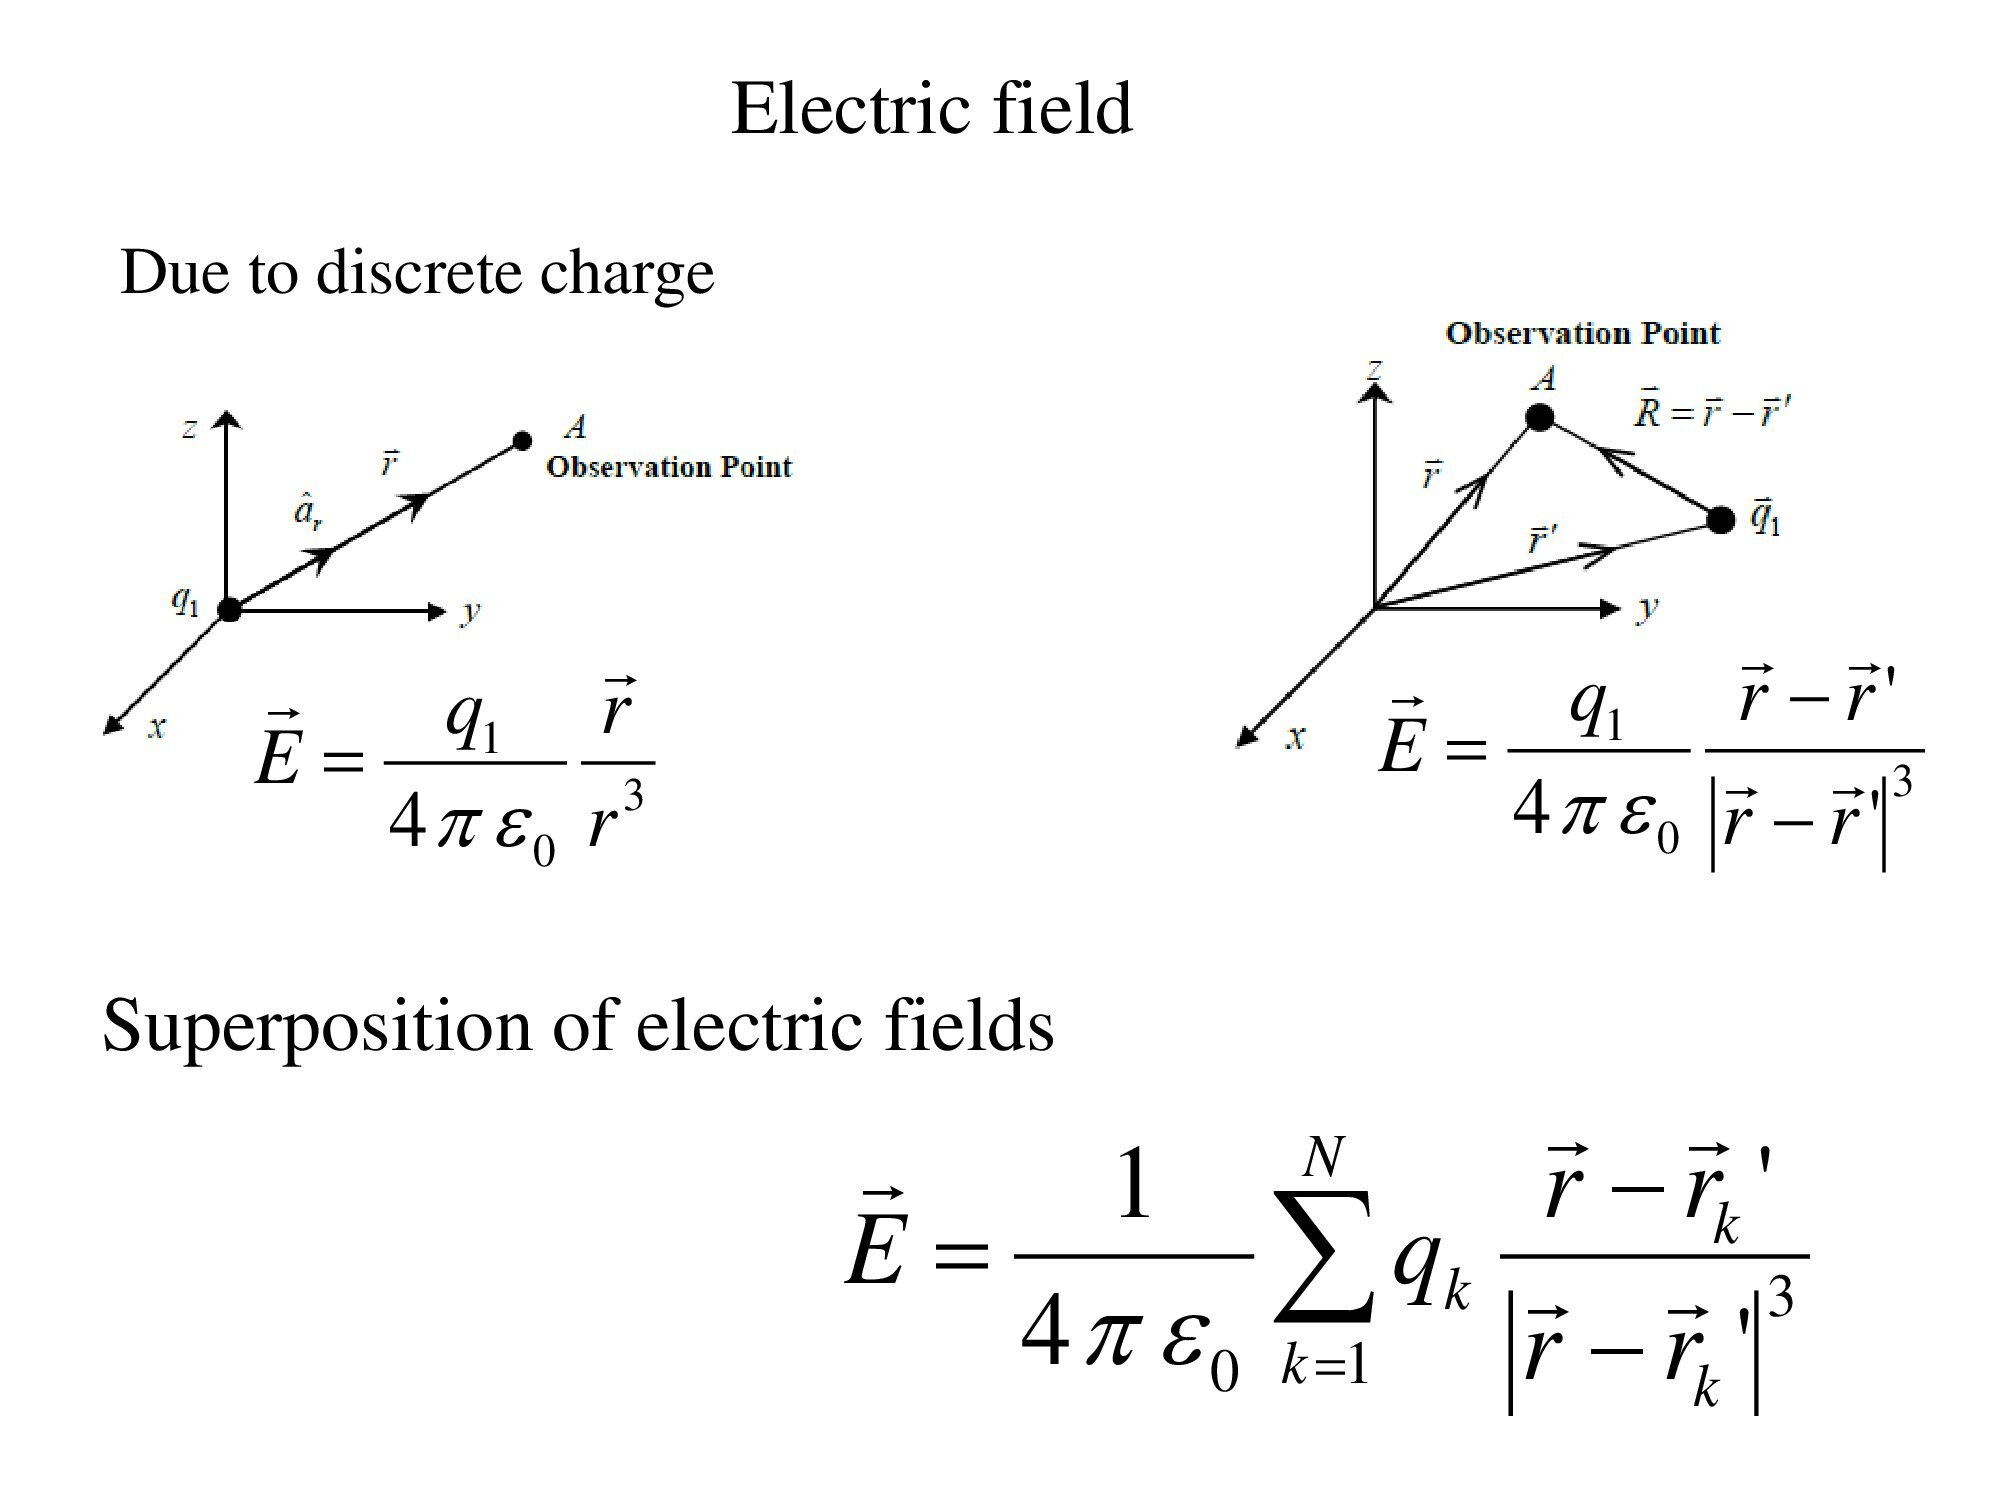 Electric field
Due to discrete charge
z
A
Observation Point
\vec{r}
\hat{a}_r
q_1
y
x
\vec{E} = \frac{q_1}{4 \pi \varepsilon_0} \frac{\vec{r}}{r^3}
Observation Point
z
A
\vec{R} = \vec{r} - \vec{r}'
\vec{r}
\vec{r}'
\vec{q}_1
y
x
\vec{E} = \frac{q_1}{4 \pi \varepsilon_0} \frac{\vec{r} - \vec{r}'}{|\vec{r} - \vec{r}'|^3}
Superposition of electric fields
\vec{E} = \frac{1}{4 \pi \varepsilon_0} \sum_{k=1}^{N} q_k \frac{\vec{r} - \vec{r}_k'}{|\vec{r} - \vec{r}_k'|^3}